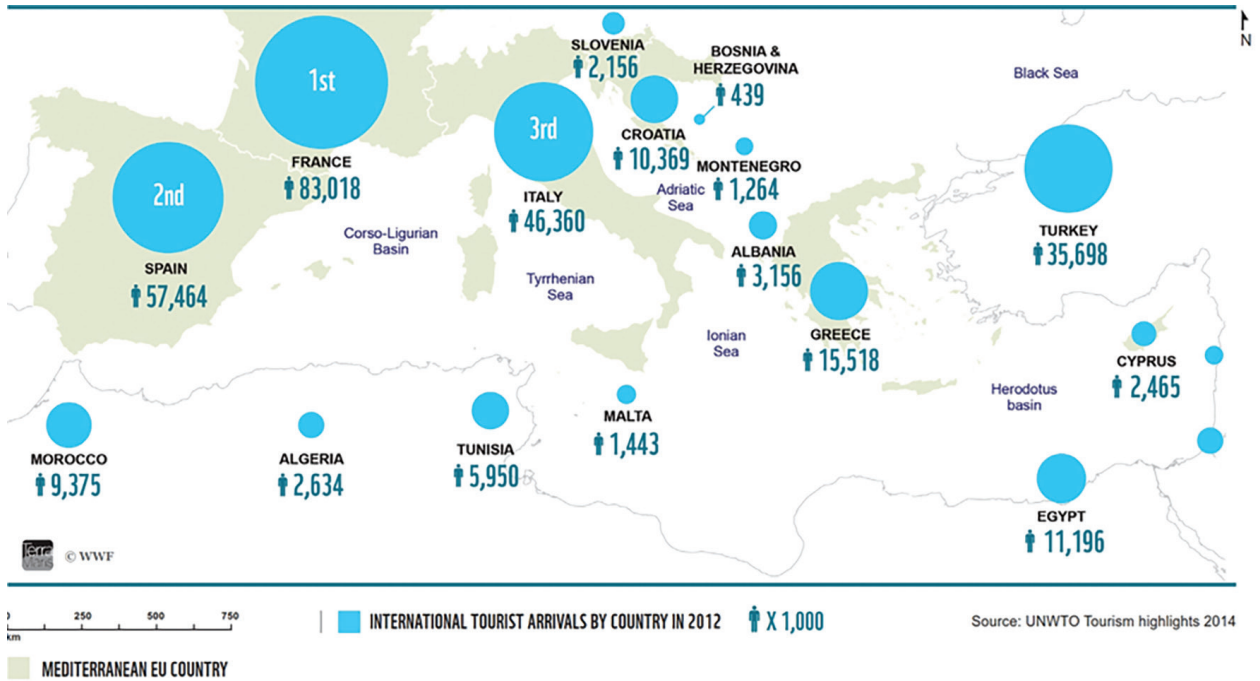 N
1st
FRANCE
83,018
2nd
SPAIN
57,464
3rd
ITALY
46,360
SLOVENIA
2,156
BOSNIA &
HERZEGOVINA
439
CROATIA
10,369
MONTENEGRO
1,264
ALBANIA
3,156
GREECE
15,518
TURKEY
35,698
CYPRUS
2,465
Black Sea
Adriatic
Sea
Corso-Ligurian
Basin
Tyrrhenian
Sea
Ionian
Sea
Herodotus
basin
MOROCCO
9,375
ALGERIA
2,634
TUNISIA
5,950
MALTA
1,443
EGYPT
11,196
Terra
Maris
© WWF
0 250 500 750
km
INTERNATIONAL TOURIST ARRIVALS BY COUNTRY IN 2012
X 1,000
Source: UNWTO Tourism highlights 2014
MEDITERRANEAN EU COUNTRY